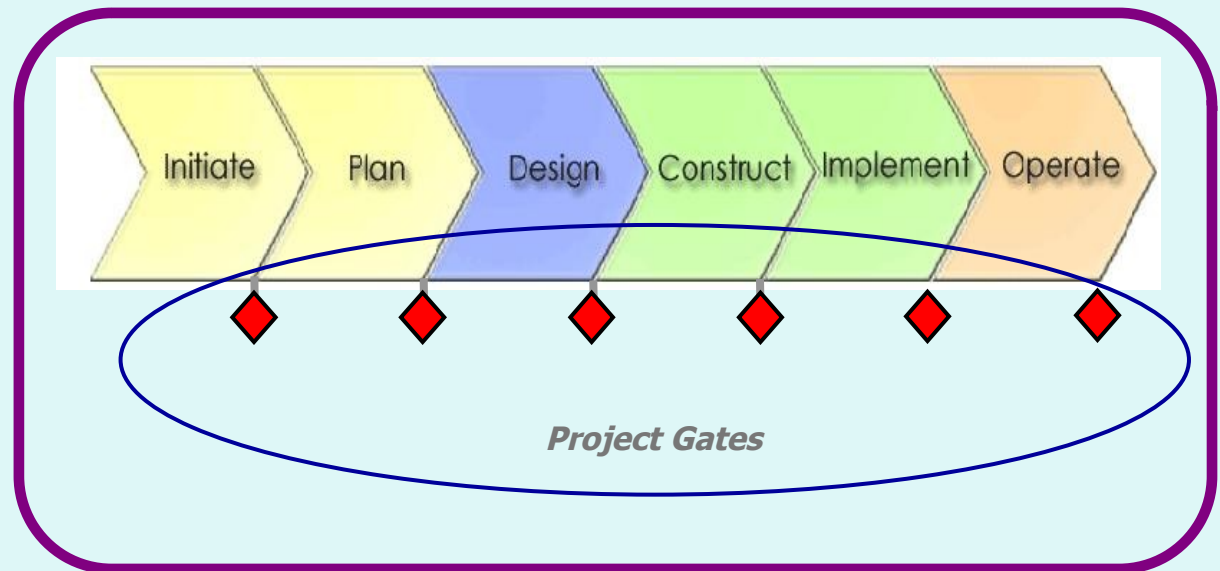 Initiate Plan Design Construct Implement Operate
Project Gates